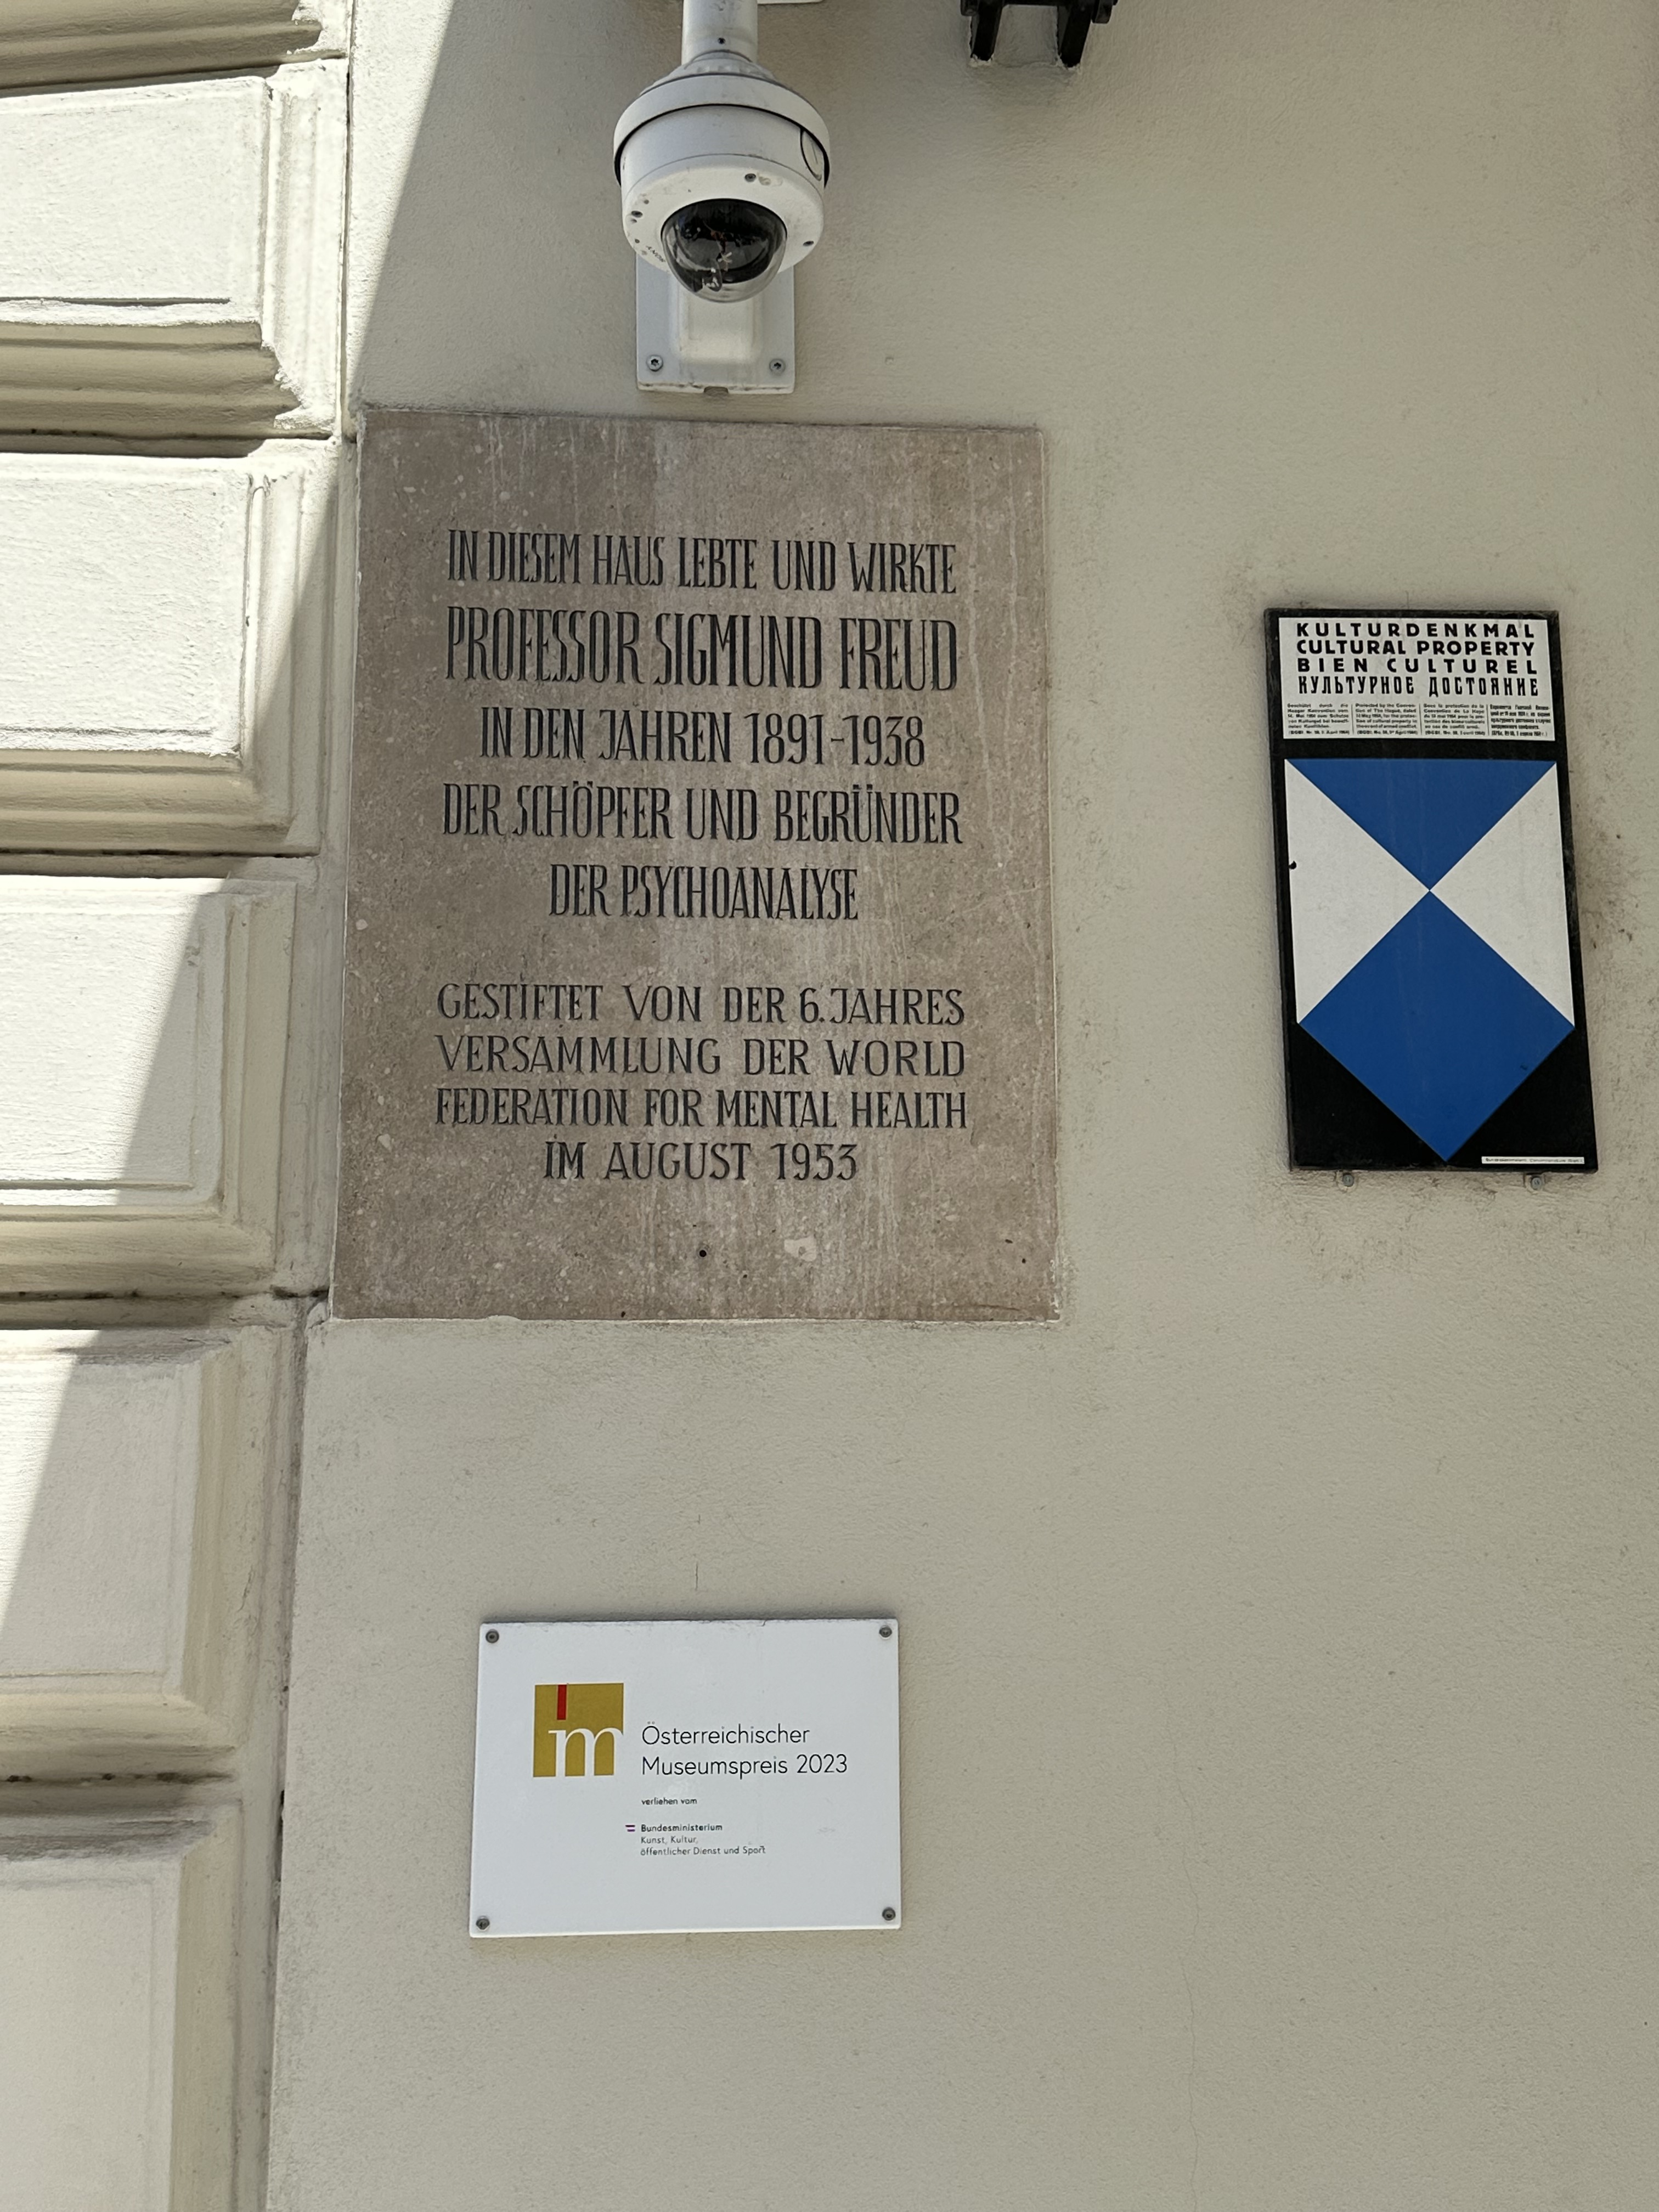 IN DIESEM HAUS LEBTE UND WIRKTE
PROFESSOR SIGMUND FREUD
IN DEN JAHREN 1891-1938
DER SCHÖPFER UND BEGRÜNDER
DER PSYCHOANALYSE
GESTIFTET VON DER 6. JAHRES
VERSAMMLUNG DER WORLD
FEDERATION FOR MENTAL HEALTH
IM AUGUST 1953
KULTURDENKMAL
CULTURAL PROPERTY
BIEN CULTUREL
КУЛЬТУРНОЕ ДОСТОЯНИЕ
im
Österreichischer
Museumspreis 2023
verliehen vom
Bundesministerium
Kunst, Kultur,
öffentlicher Dienst und Sport